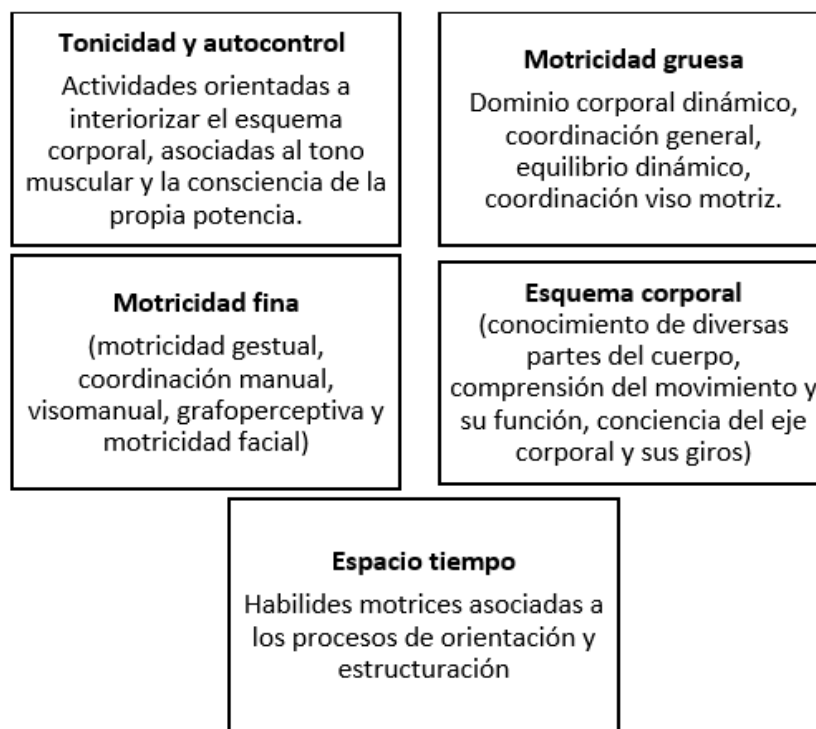 Tonicidad y autocontrol
Actividades orientadas a
interiorizar el esquema
corporal, asociadas al tono
muscular y la consciencia de la
propia potencia.
Motricidad gruesa
Dominio corporal dinámico,
coordinación general,
equilibrio dinámico,
coordinación viso motriz.
Motricidad fina
(motricidad gestual,
coordinación manual,
visomanual, grafoperceptiva y
motricidad facial)
Esquema corporal
(conocimiento de diversas
partes del cuerpo,
comprensión del movimiento y
su función, conciencia del eje
corporal y sus giros)
Espacio tiempo
Habilides motrices asociadas a
los procesos de orientación y
estructuración